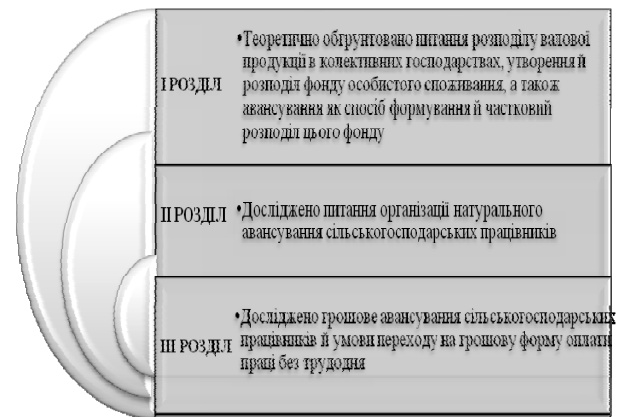 І РОЗДІЛ
•Теоретично обгрунтовано питання розподілу валової
продукції в колективних господарствах, утворення й
розподіл фонду особистого споживання, а також
авансування як спосіб формування й частковий
розподіл цього фонду
ІІ РОЗДІЛ
•Досліджено питання організації натурального
авансування сільськогосподарських працівників
ІІІ РОЗДІЛ
•Досліджено грошове авансування сільськогосподарських
працівників й умови переходу на грошову форму оплати
праці без трудодня